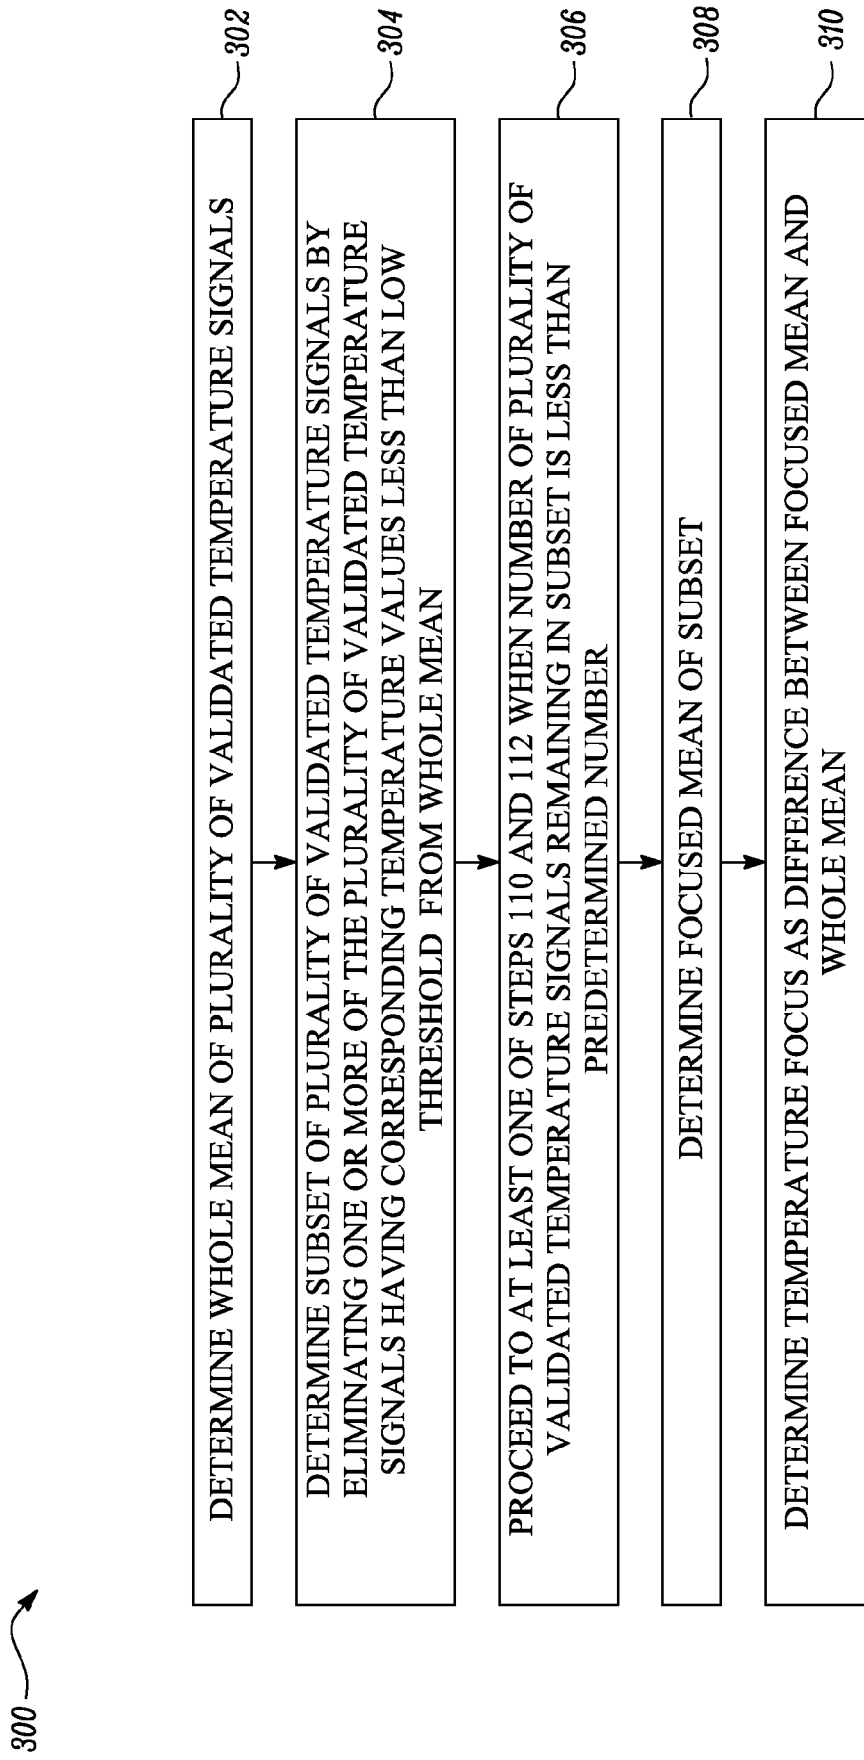 300
DETERMINE WHOLE MEAN OF PLURALITY OF VALIDATED TEMPERATURE SIGNALS
302
DETERMINE SUBSET OF PLURALITY OF VALIDATED TEMPERATURE SIGNALS BY
ELIMINATING ONE OR MORE OF THE PLURALITY OF VALIDATED TEMPERATURE
SIGNALS HAVING CORRESPONDING TEMPERATURE VALUES LESS THAN LOW
THRESHOLD FROM WHOLE MEAN
304
PROCEED TO AT LEAST ONE OF STEPS 110 AND 112 WHEN NUMBER OF PLURALITY OF
VALIDATED TEMPERATURE SIGNALS REMAINING IN SUBSET IS LESS THAN
PREDETERMINED NUMBER
306
DETERMINE FOCUSED MEAN OF SUBSET
308
DETERMINE TEMPERATURE FOCUS AS DIFFERENCE BETWEEN FOCUSED MEAN AND
WHOLE MEAN
310